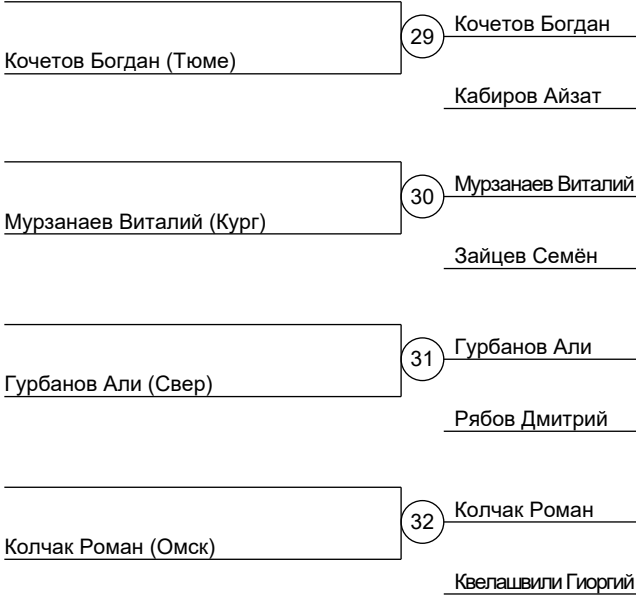 29
Кочетов Богдан
Кочетов Богдан (Тюме)
Кабиров Айзат
30
Мурзанаев Виталий
Мурзанаев Виталий (Кург)
Зайцев Семён
31
Гурбанов Али
Гурбанов Али (Свер)
Рябов Дмитрий
32
Колчак Роман
Колчак Роман (Омск)
Квелашвили Гиоргий